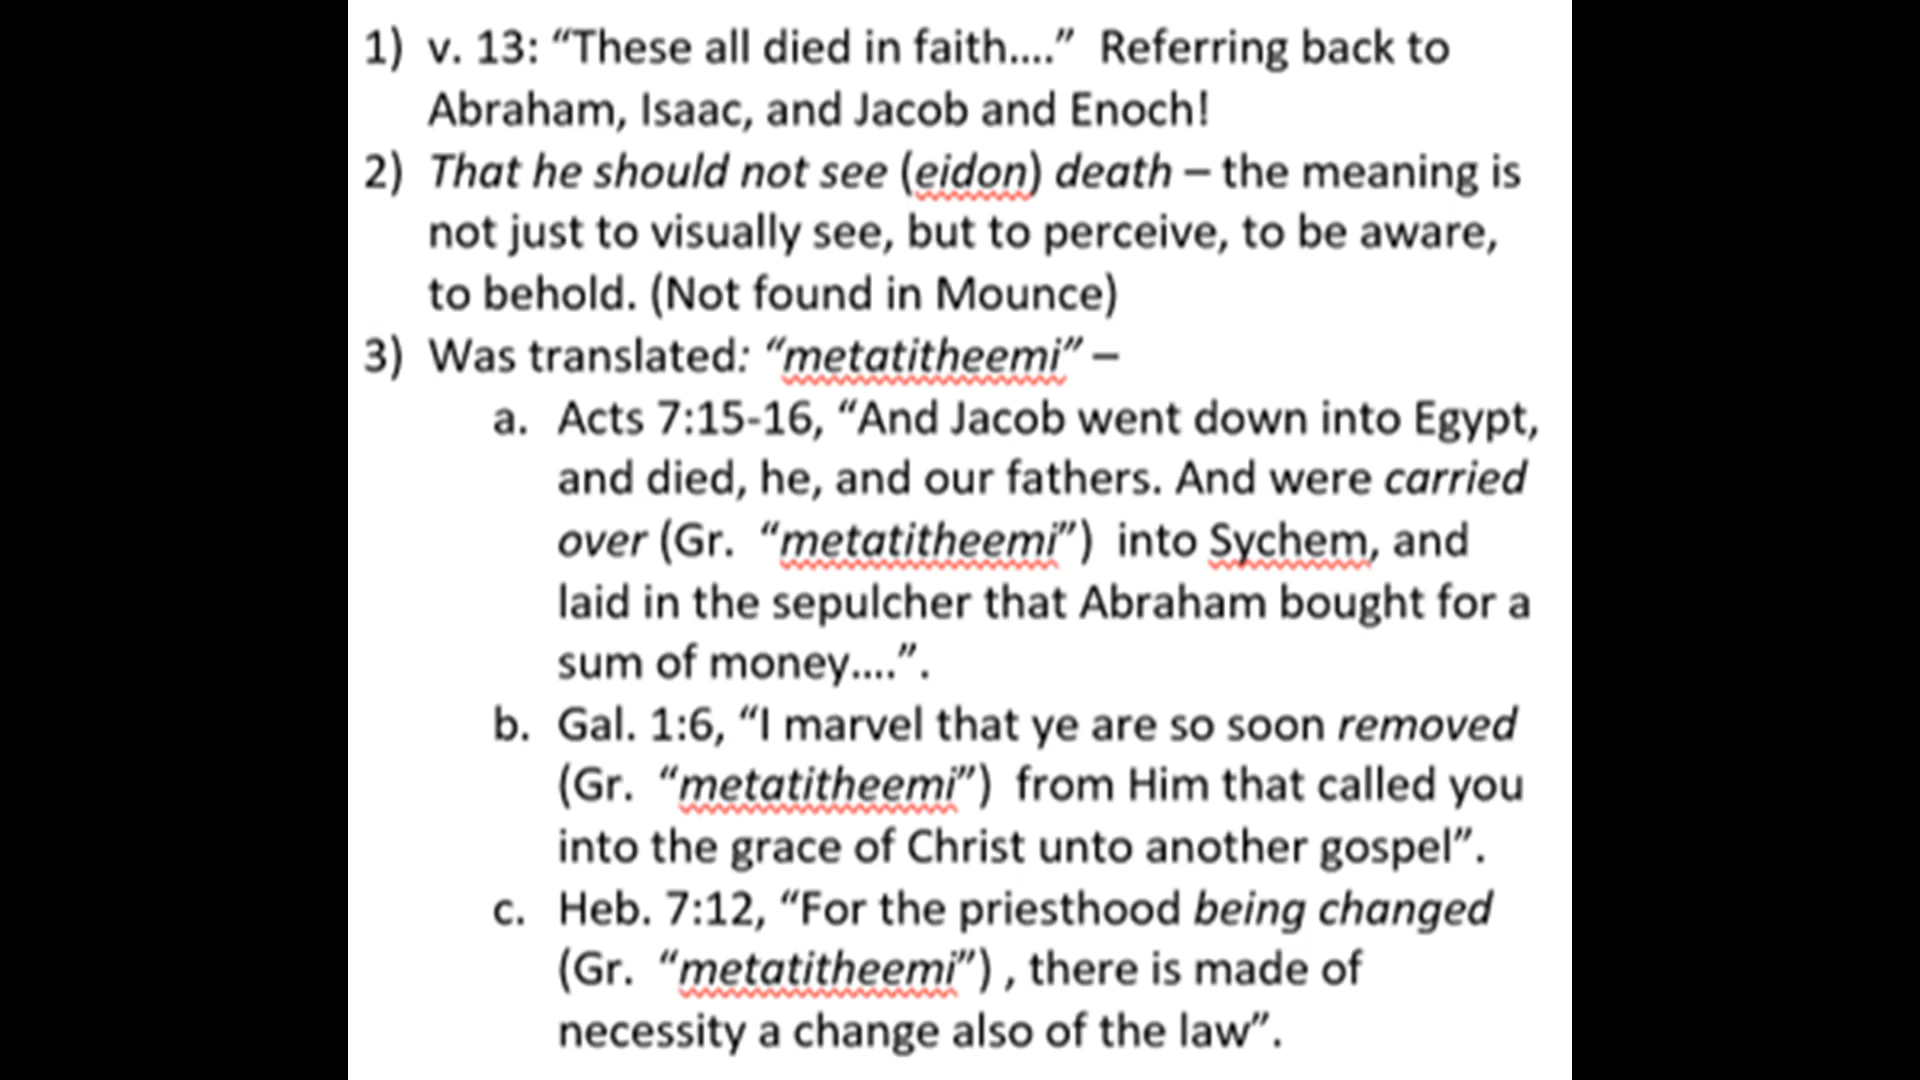 1) v. 13: “These all died in faith....” Referring back to
Abraham, Isaac, and Jacob and Enoch!
2) That he should not see (eidon) death – the meaning is
not just to visually see, but to perceive, to be aware,
to behold. (Not found in Mounce)
3) Was translated: “metatitheemi” –
a. Acts 7:15-16, “And Jacob went down into Egypt,
and died, he, and our fathers. And were carried
over (Gr. “metatitheemi”) into Sychem, and
laid in the sepulcher that Abraham bought for a
sum of money....”.
b. Gal. 1:6, “I marvel that ye are so soon removed
(Gr. “metatitheemi”) from Him that called you
into the grace of Christ unto another gospel”.
c. Heb. 7:12, “For the priesthood being changed
(Gr. “metatitheemi”) , there is made of
necessity a change also of the law”.